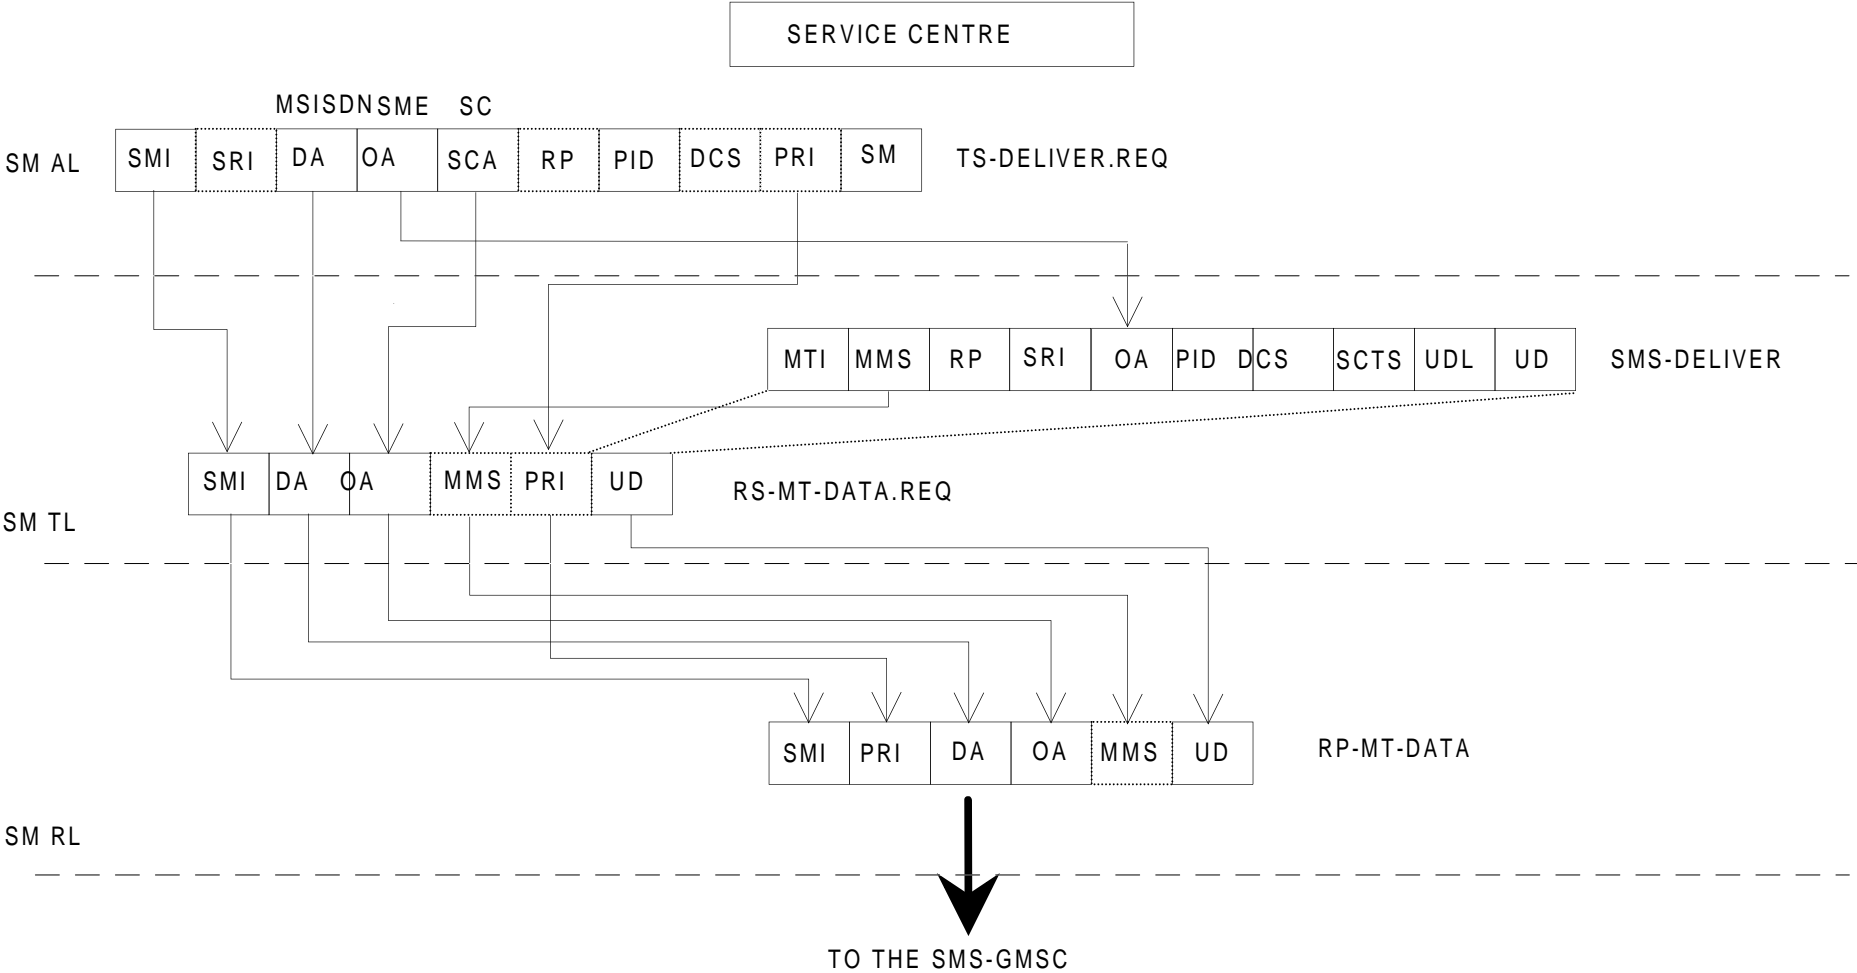 SERVICE CENTRE
MSISDN SME SC
SM AL SMI SRI DA OA SCA RP PID DCS PRI SM TS-DELIVER.REQ
MTI MMS RP SRI OA PID DCS SCTS UDL UD SMS-DELIVER
SMI DA OA MMS PRI UD RS-MT-DATA.REQ
SM TL
SMI PRI DA OA MMS UD RP-MT-DATA
SM RL
TO THE SMS-GMSC